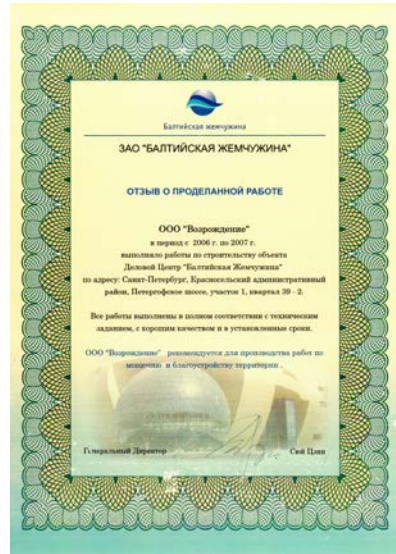 Балтийская жемчужина
ЗАО "БАЛТИЙСКАЯ ЖЕМЧУЖИНА"
ОТЗЫВ О ПРОДЕЛАННОЙ РАБОТЕ
ООО "Возрождение"
в период с 2006 г. по 2007 г.
выполняло работы по строительству объекта
Деловой Центр "Балтийская Жемчужина"
по адресу: Санкт-Петербург, Красносельский административный
район, Петергофское шоссе, участок 1, квартал 39 - 2.
Все работы выполнены в полном соответствии с техническим
заданием, с хорошим качеством и в установленные сроки.
ООО "Возрождение" рекомендуется для производства работ по
мощению и благоустройству территории .
Генеральный Директор